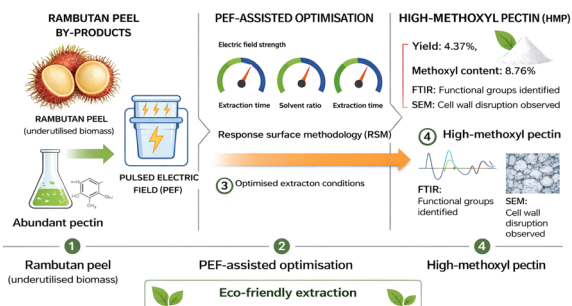 RAMBUTAN PEEL
BY-PRODUCTS
RAMBUTAN PEEL
(underutilised biomass)
PULSED ELECTRIC
FIELD (PEF)
Abundant pectin
PEF-ASSISTED OPTIMISATION
Electric field strength
Extraction time
Solvent ratio
Extraction time
Response surface methodology (RSM)
3 Optimised extracton conditions
HIGH-METHOXYL PECTIN (HMP)
Yield: 4.37%,
Methoxyl content: 8.76%
FTIR: Functional groups identified
SEM: Cell wall disruption observed
4 High-methoxyl pectin
FTIR:
Functional groups
identified
SEM:
Cell wall
disruption
observed
1
Rambutan peel
(underutilised biomass)
2
PEF-assisted optimisation
4
High-methoxyl pectin
Eco-friendly extraction